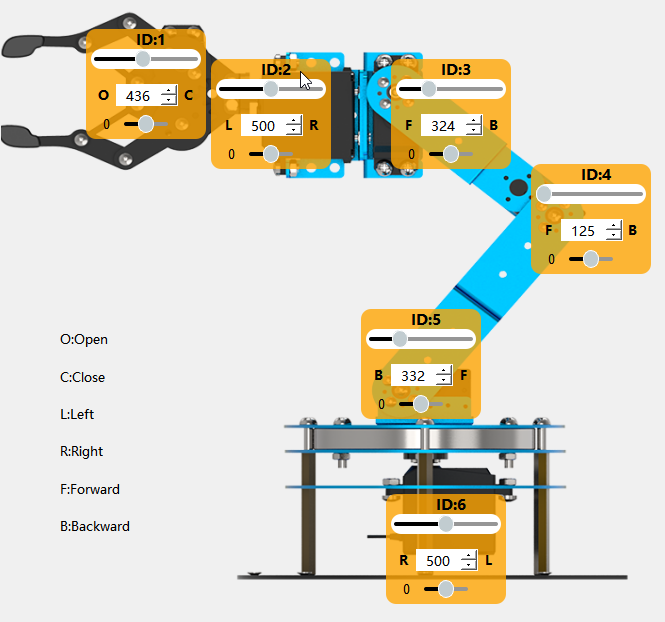 ID:1
O 436 C
0
ID:2
L 500 R
0
ID:3
F 324 B
0
ID:4
F 125 B
0
ID:5
B 332 F
0
ID:6
R 500 L
0
O:Open
C:Close
L:Left
R:Right
F:Forward
B:Backward